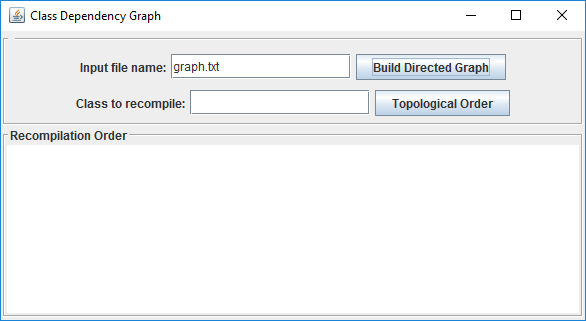 Class Dependency Graph
Input file name: graph.txt Build Directed Graph
Class to recompile: Topological Order
Recompilation Order